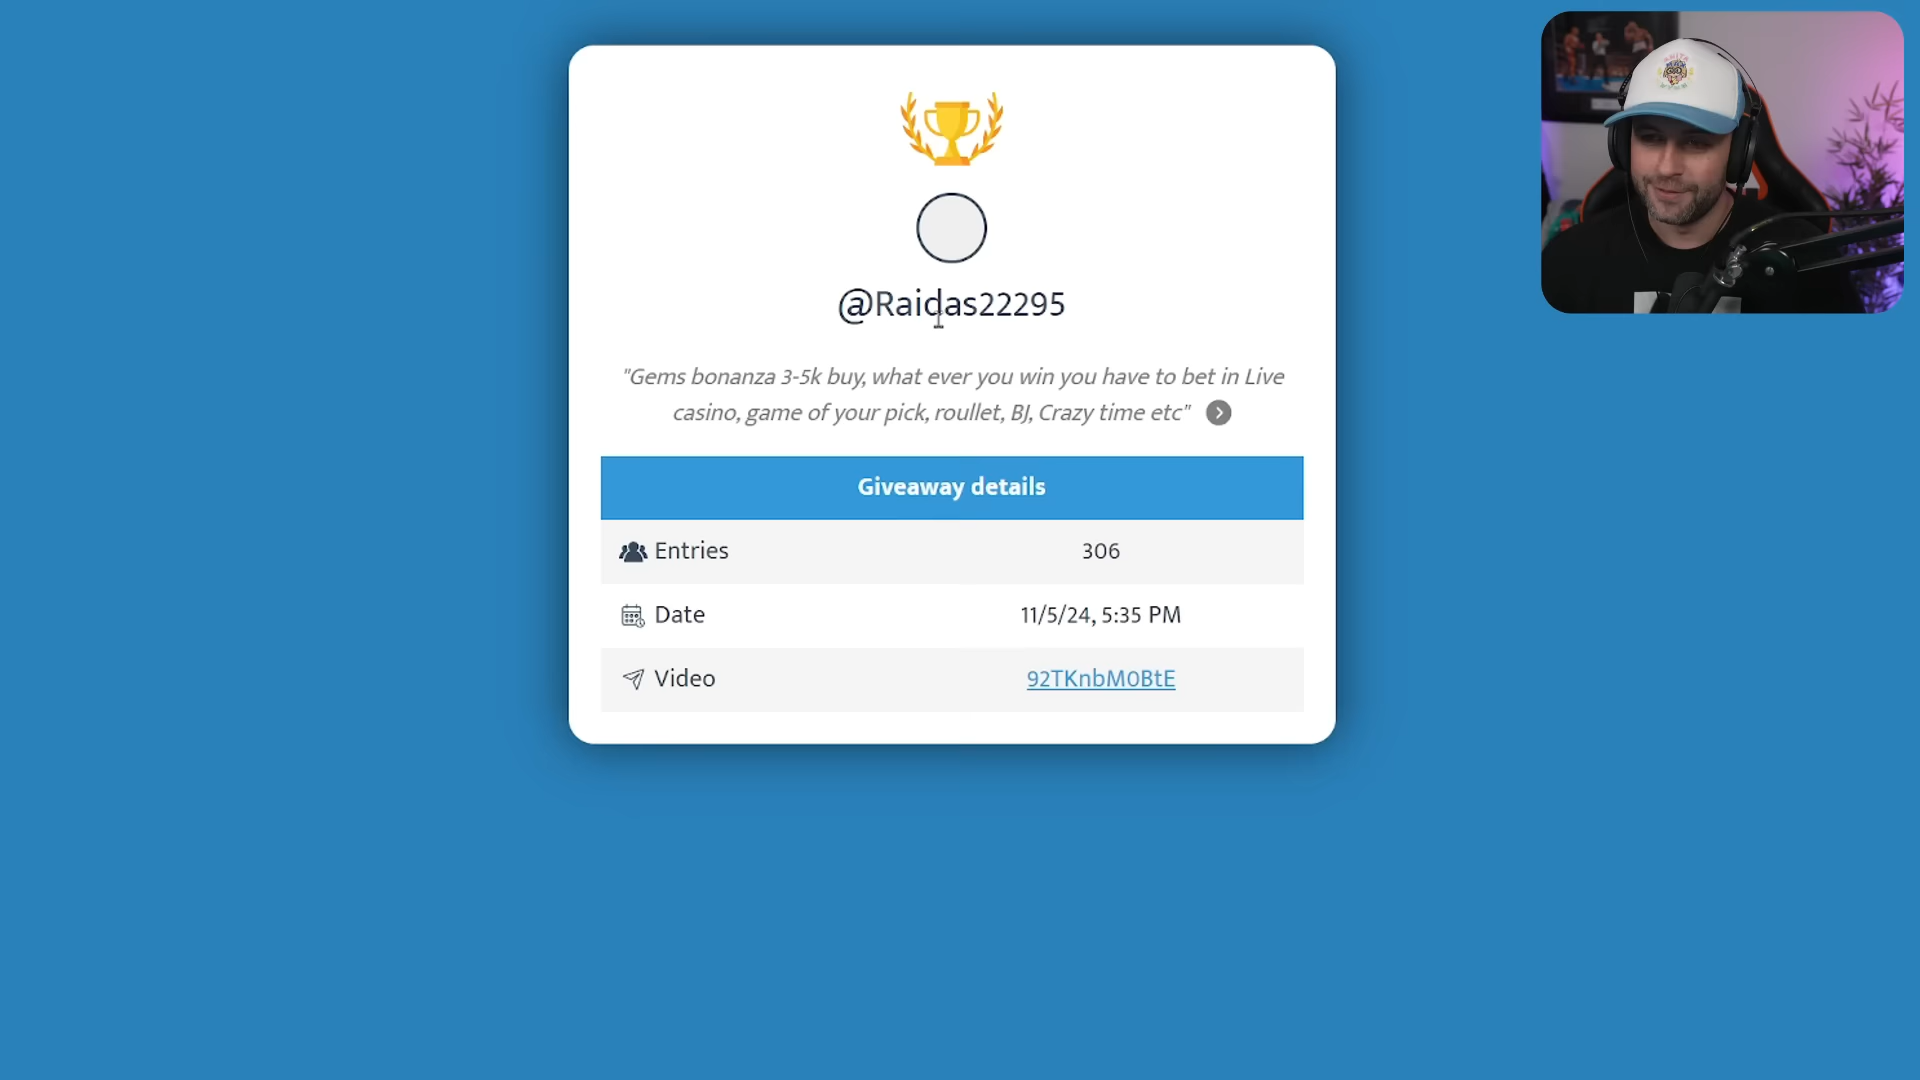 @Raidas22295
"Gems bonanza 3-5k buy, what ever you win you have to bet in Live
casino, game of your pick, roullet, BJ, Crazy time etc"
Giveaway details
Entries 306
Date 11/5/24, 5:35 PM
Video 92TKnbM0BtE